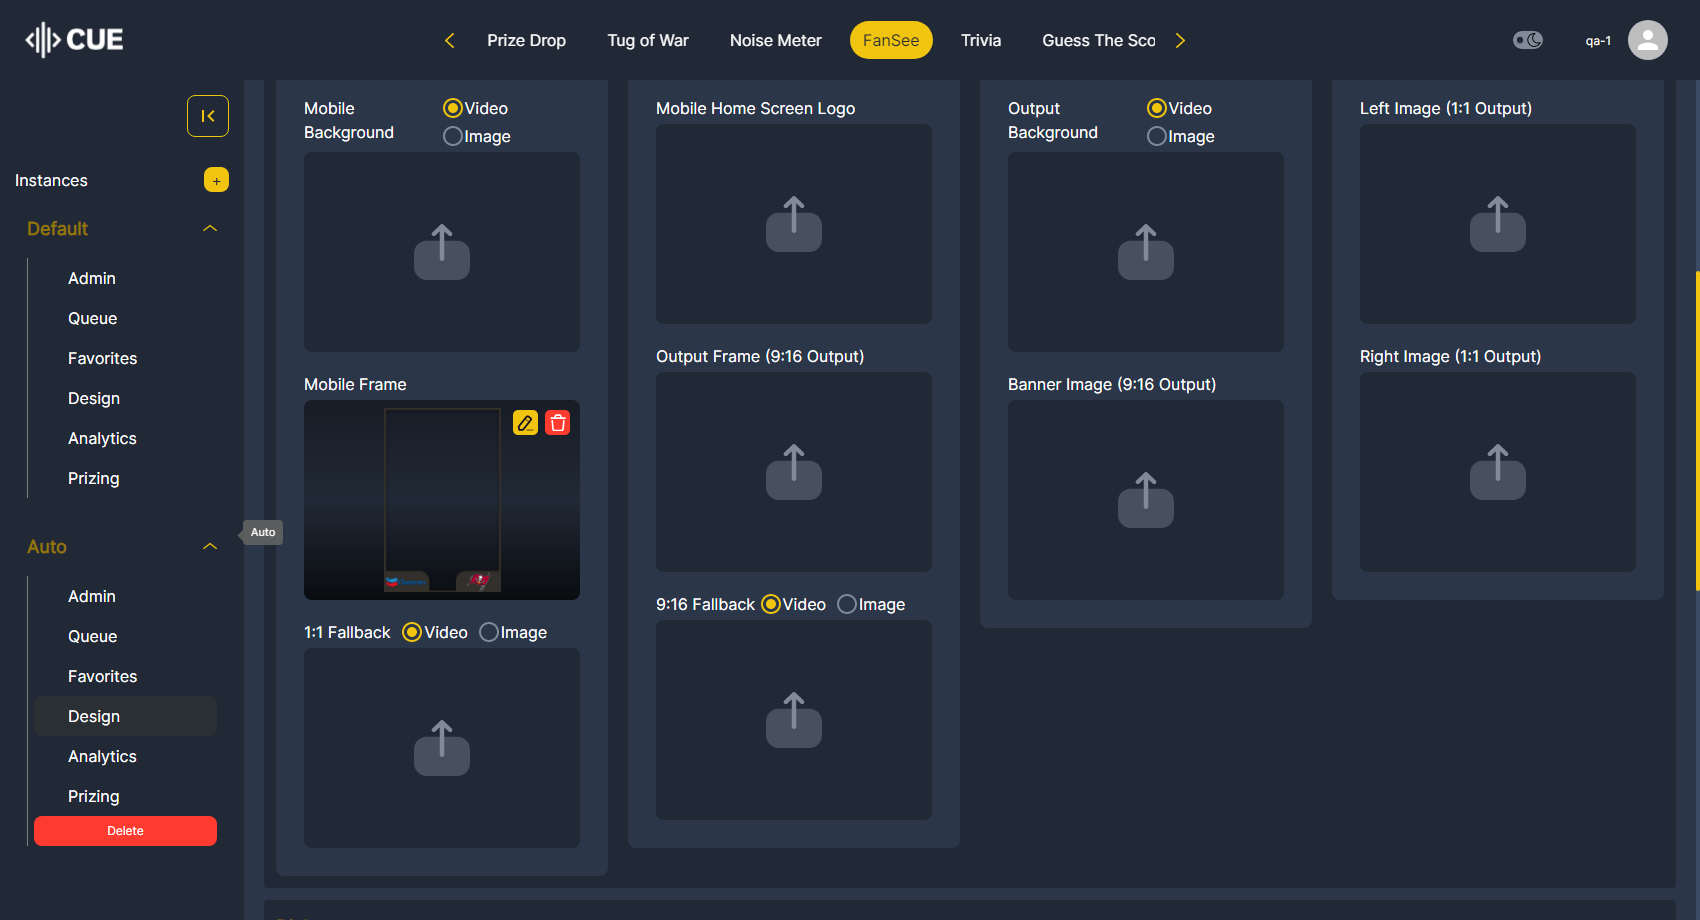 CUE
Prize Drop
Tug of War
Noise Meter
FanSee
Trivia
Guess The Sco
qa-1
Instances
+
Default
Admin
Queue
Favorites
Design
Analytics
Prizing
Auto
Auto
Admin
Queue
Favorites
Design
Analytics
Prizing
Delete
Mobile
Background
Video
Image
Mobile Frame
1:1 Fallback
Video
Image
Mobile Home Screen Logo
Output Frame (9:16 Output)
9:16 Fallback
Video
Image
Output
Background
Video
Image
Banner Image (9:16 Output)
Left Image (1:1 Output)
Right Image (1:1 Output)